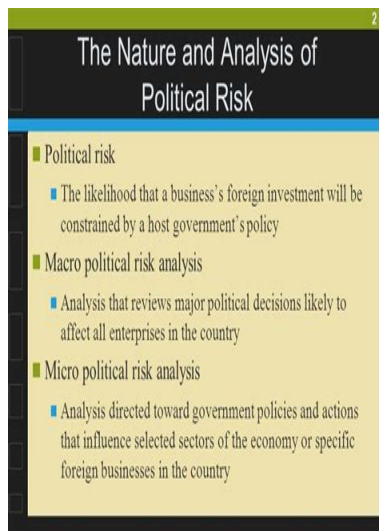 2
The Nature and Analysis of
Political Risk
Political risk
The likelihood that a business's foreign investment will be
constrained by a host government's policy
Macro political risk analysis
Analysis that reviews major political decisions likely to
affect all enterprises in the country
Micro political risk analysis
Analysis directed toward government policies and actions
that influence selected sectors of the economy or specific
foreign businesses in the country